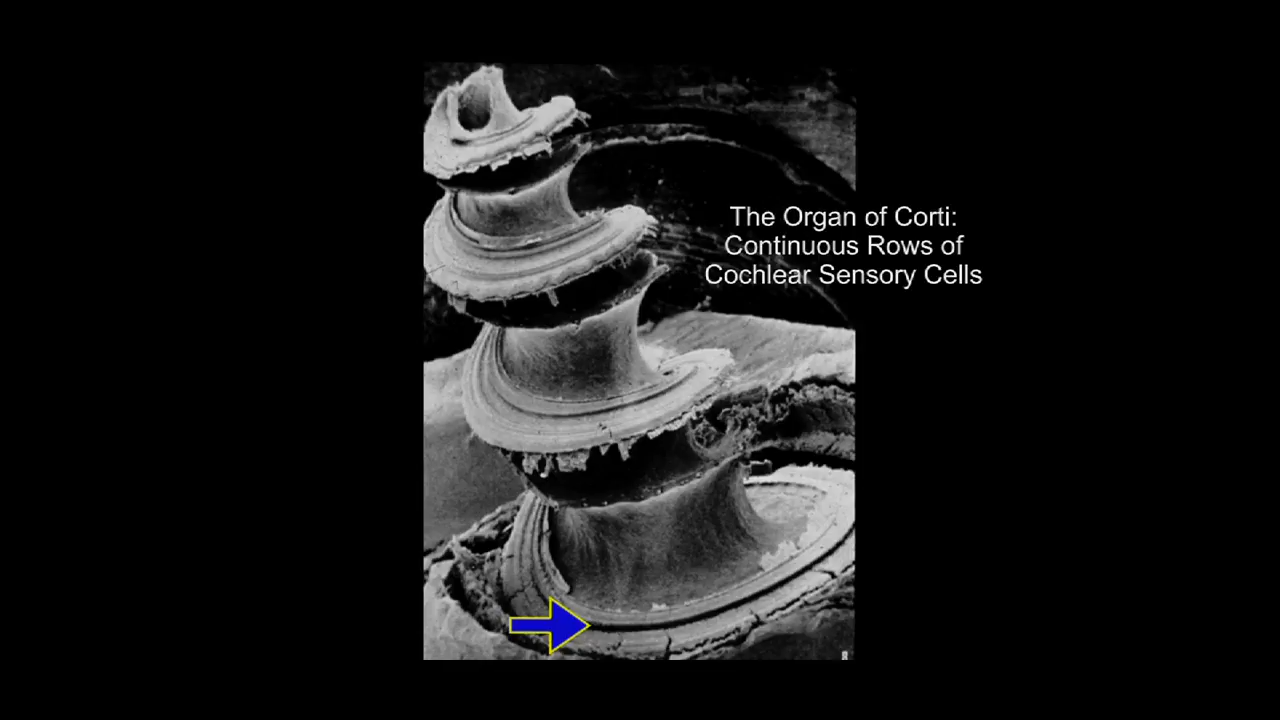 The Organ of Corti:
Continuous Rows of
Cochlear Sensory Cells